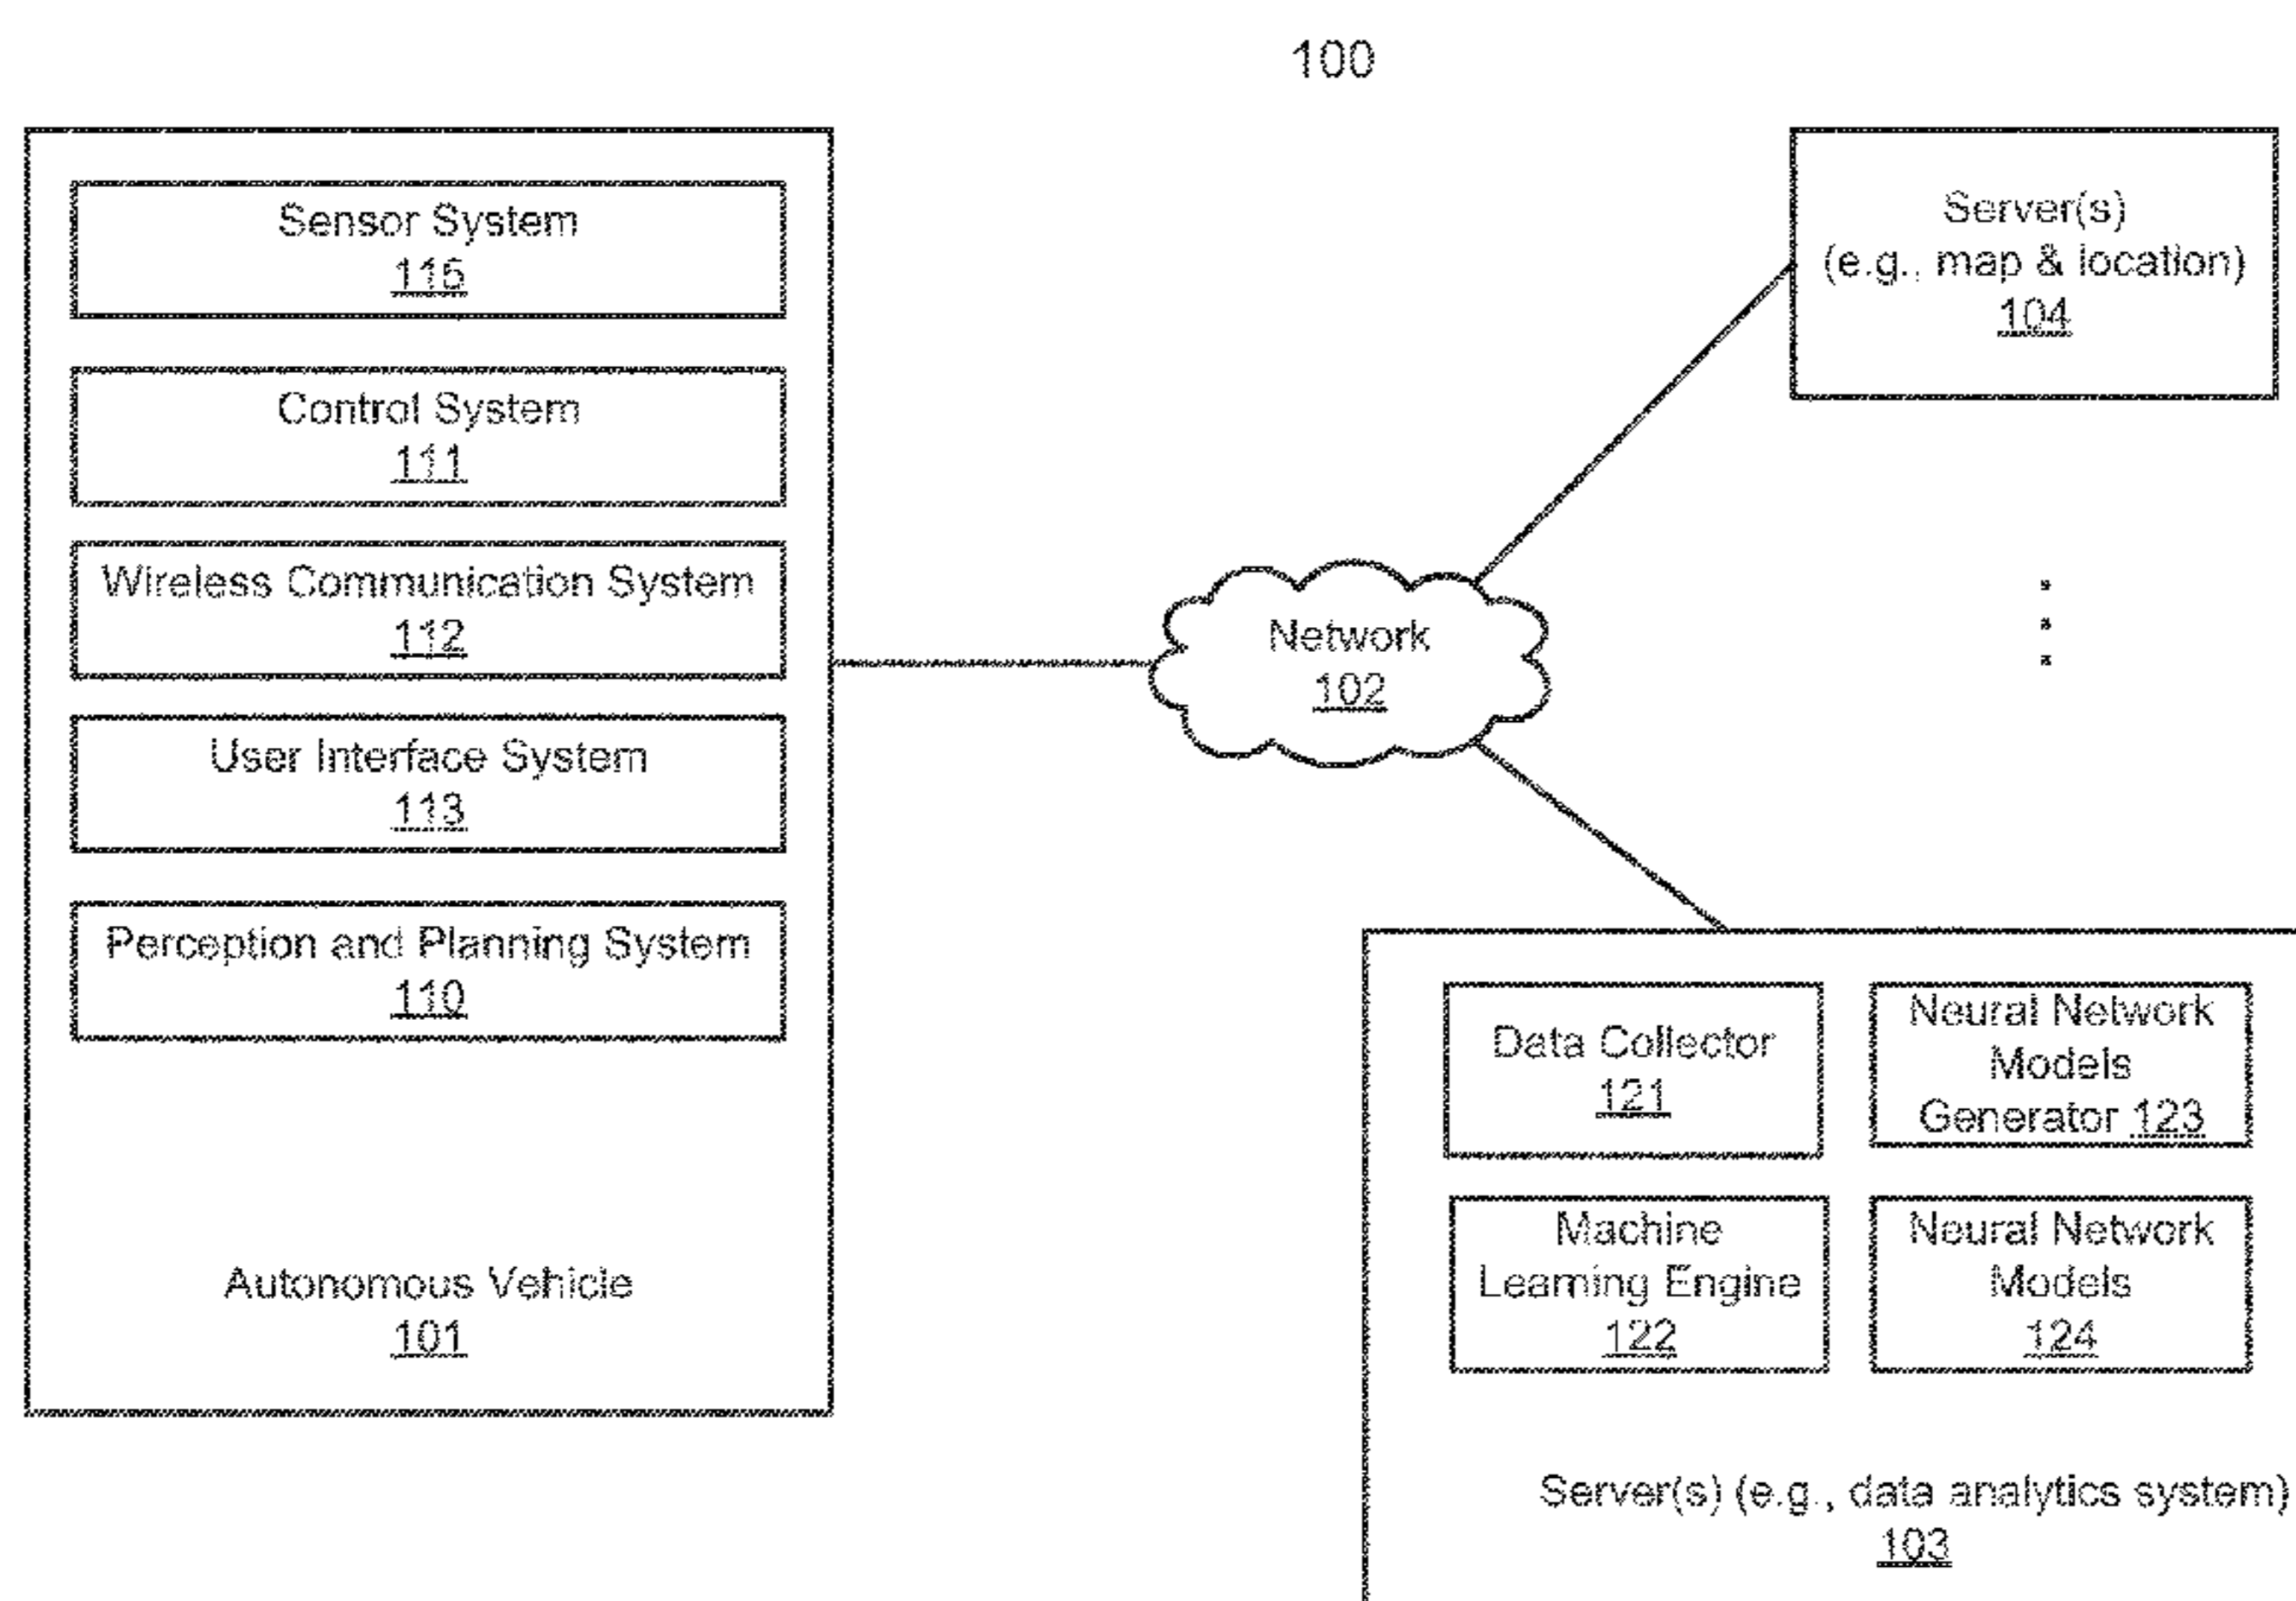 100
Sensor System
115
Control System
111
Wireless Communication System
112
User Interface System
113
Perception and Planning System
110
Autonomous Vehicle
101
Network
102
Server(s)
(e.g., map & location)
104
Data Collector
121
Neural Network
Models
Generator 123
Machine
Learning Engine
122
Neural Network
Models
124
Server(s) (e.g., data analytics system)
103